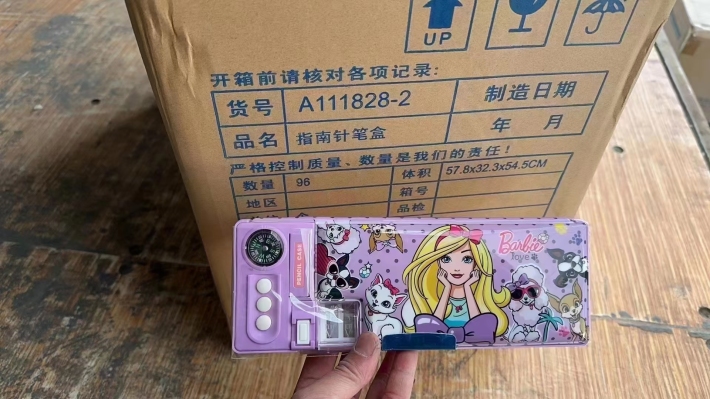 UP
开箱前请核对各项记录:
货号 A111828-2 制造日期
品名 指南针笔盒 年 月
严格控制质量、数量是我们的责任!
数量 96 体积 57.8x32.3x54.5CM
地区 箱号
品检
PENCIL CASE
Barbie